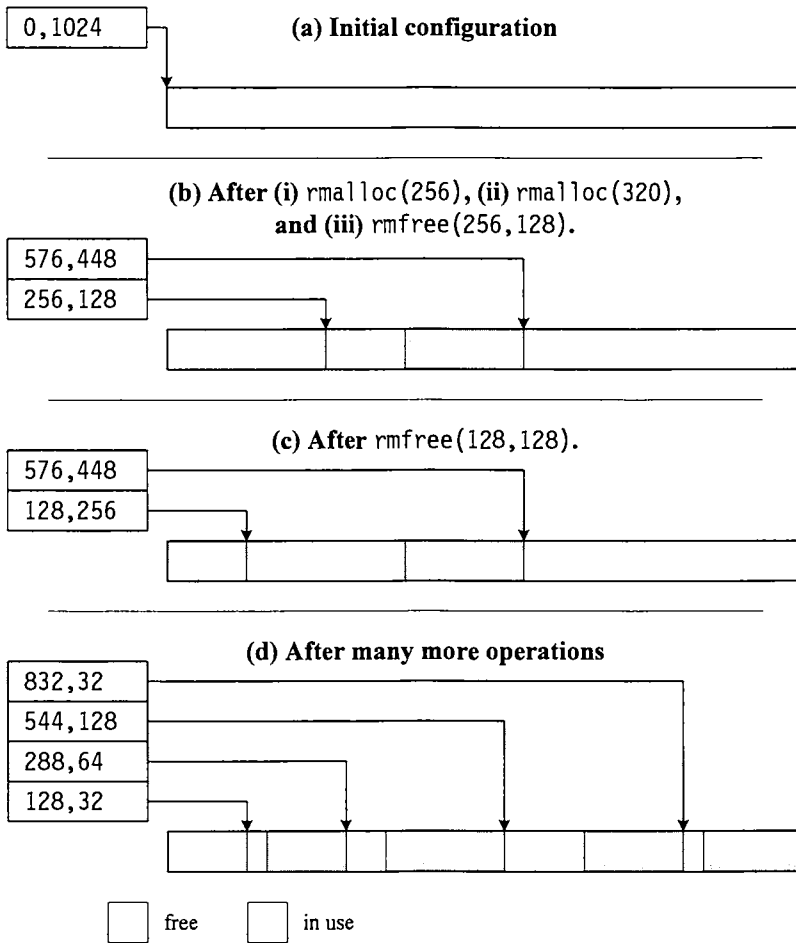 0,1024
(a) Initial configuration
(b) After (i) rmalloc(256), (ii) rmalloc(320),
and (iii) rmfree(256,128).
576,448
256,128
(c) After rmfree(128,128).
576,448
128,256
(d) After many more operations
832,32
544,128
288,64
128,32
free
in use